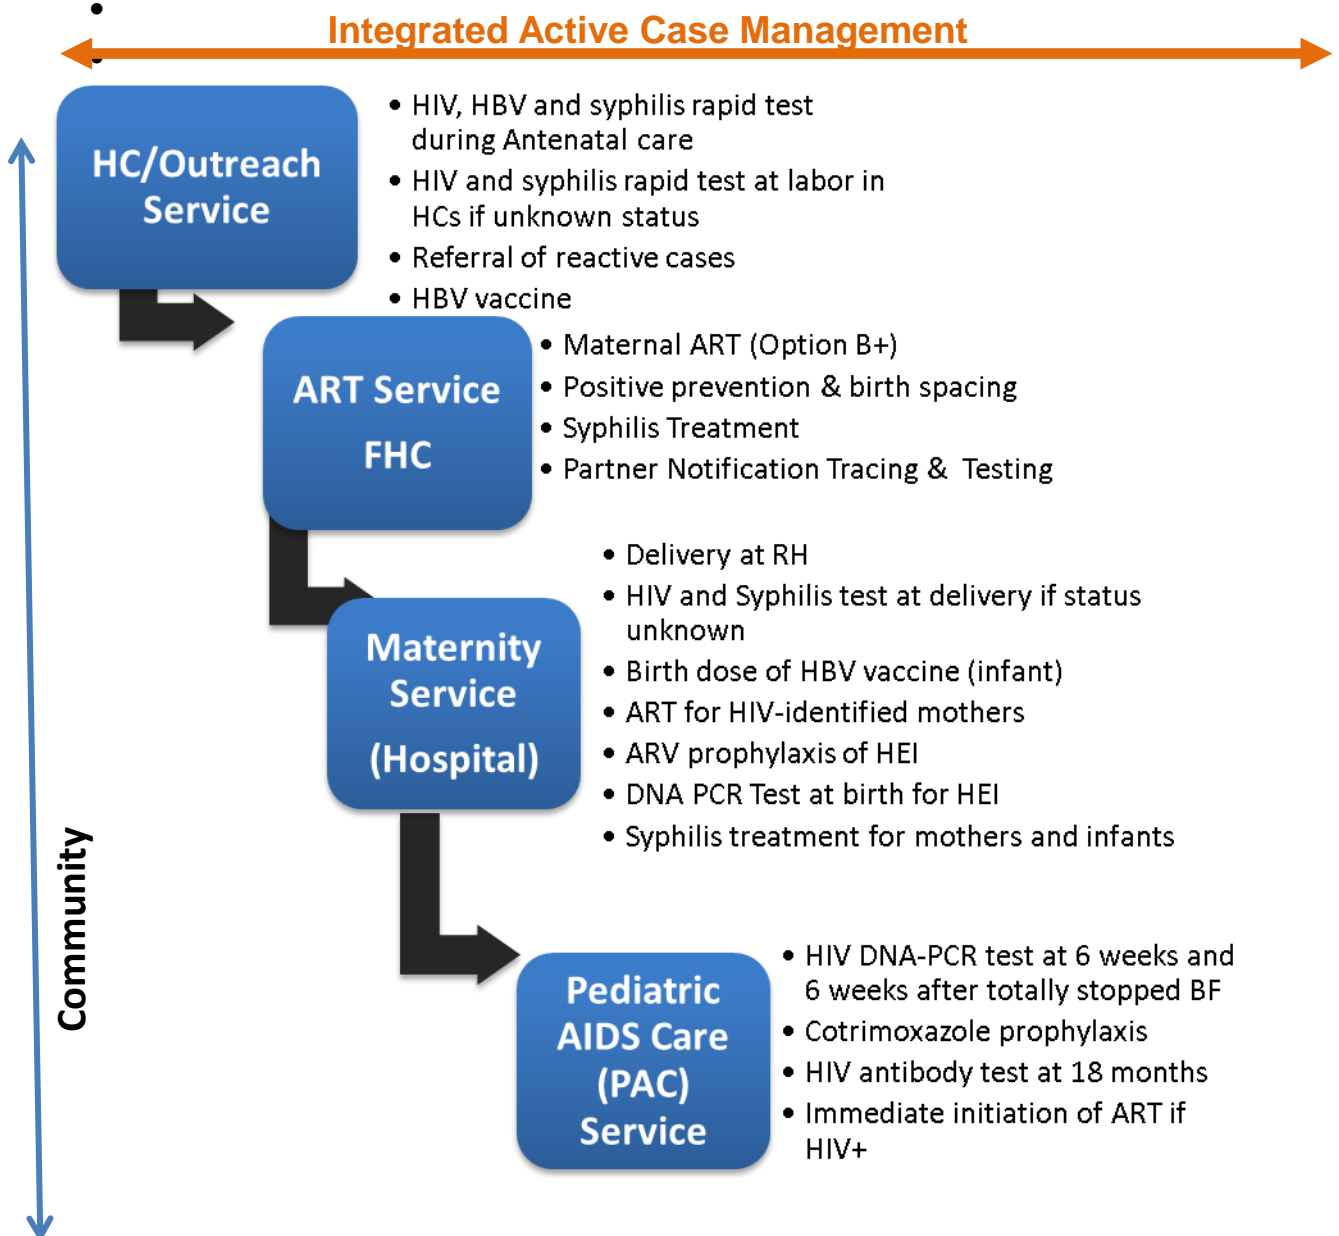 Integrated Active Case Management
HC/Outreach
Service
• HIV, HBV and syphilis rapid test
during Antenatal care
• HIV and syphilis rapid test at labor in
HCs if unknown status
• Referral of reactive cases
• HBV vaccine
ART Service
FHC
• Maternal ART (Option B+)
• Positive prevention & birth spacing
• Syphilis Treatment
• Partner Notification Tracing & Testing
Maternity
Service
(Hospital)
• Delivery at RH
• HIV and Syphilis test at delivery if status
unknown
• Birth dose of HBV vaccine (infant)
• ART for HIV-identified mothers
• ARV prophylaxis of HEI
• DNA PCR Test at birth for HEI
• Syphilis treatment for mothers and infants
Community
Pediatric
AIDS Care
(PAC)
Service
• HIV DNA-PCR test at 6 weeks and
6 weeks after totally stopped BF
• Cotrimoxazole prophylaxis
• HIV antibody test at 18 months
• Immediate initiation of ART if
HIV+